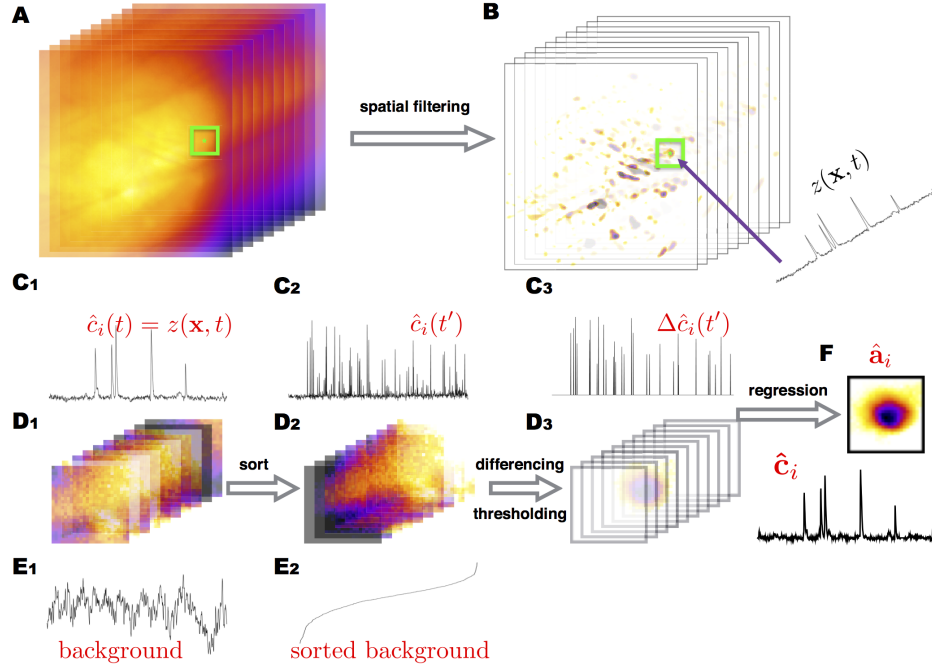 A
B
spatial filtering
z(x, t)
C1
C2
C3
ĉᵢ(t) = z(x, t)
ĉᵢ(t′)
Δĉᵢ(t′)
F
âᵢ
regression
D1
D2
D3
sort
differencing
thresholding
ĉᵢ
E1
E2
background
sorted background